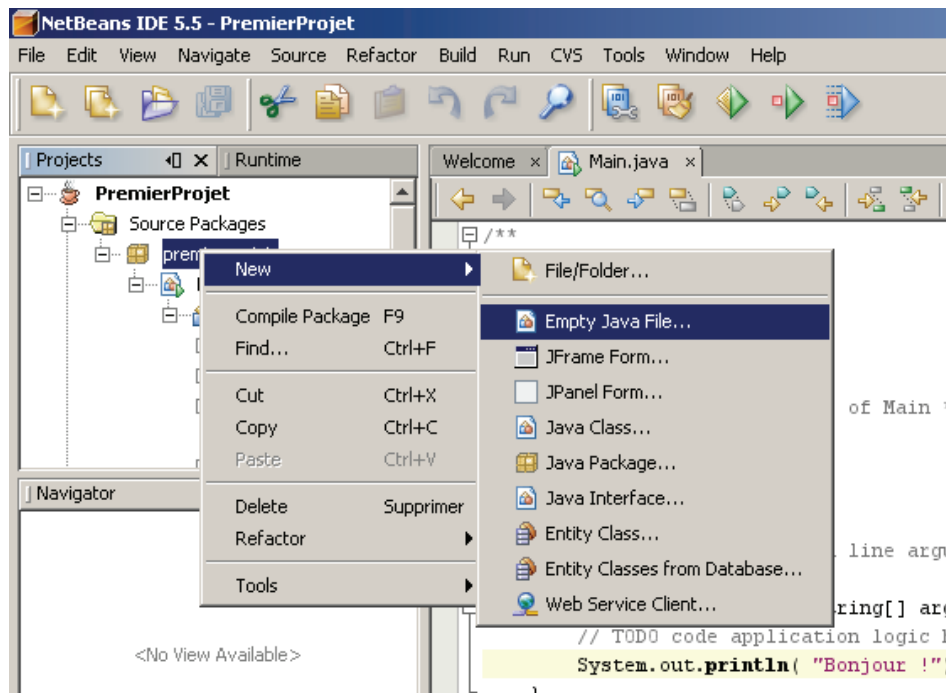 NetBeans IDE 5.5 - PremierProjet
File Edit View Navigate Source Refactor Build Run CVS Tools Window Help
Projects Runtime
Welcome Main.java
PremierProjet
Source Packages
/**
New
Compile Package F9
Find... Ctrl+F
Cut Ctrl+X
Copy Ctrl+C
Paste Ctrl+V
Delete Supprimer
Refactor
Tools
File/Folder...
Empty Java File...
JFrame Form...
JPanel Form...
Java Class...
Java Package...
Java Interface...
Entity Class...
Entity Classes from Database...
Web Service Client...
of Main
line
// TODO code application logic
System.out.println( "Bonjour !"
}
Navigator
<No View Available>